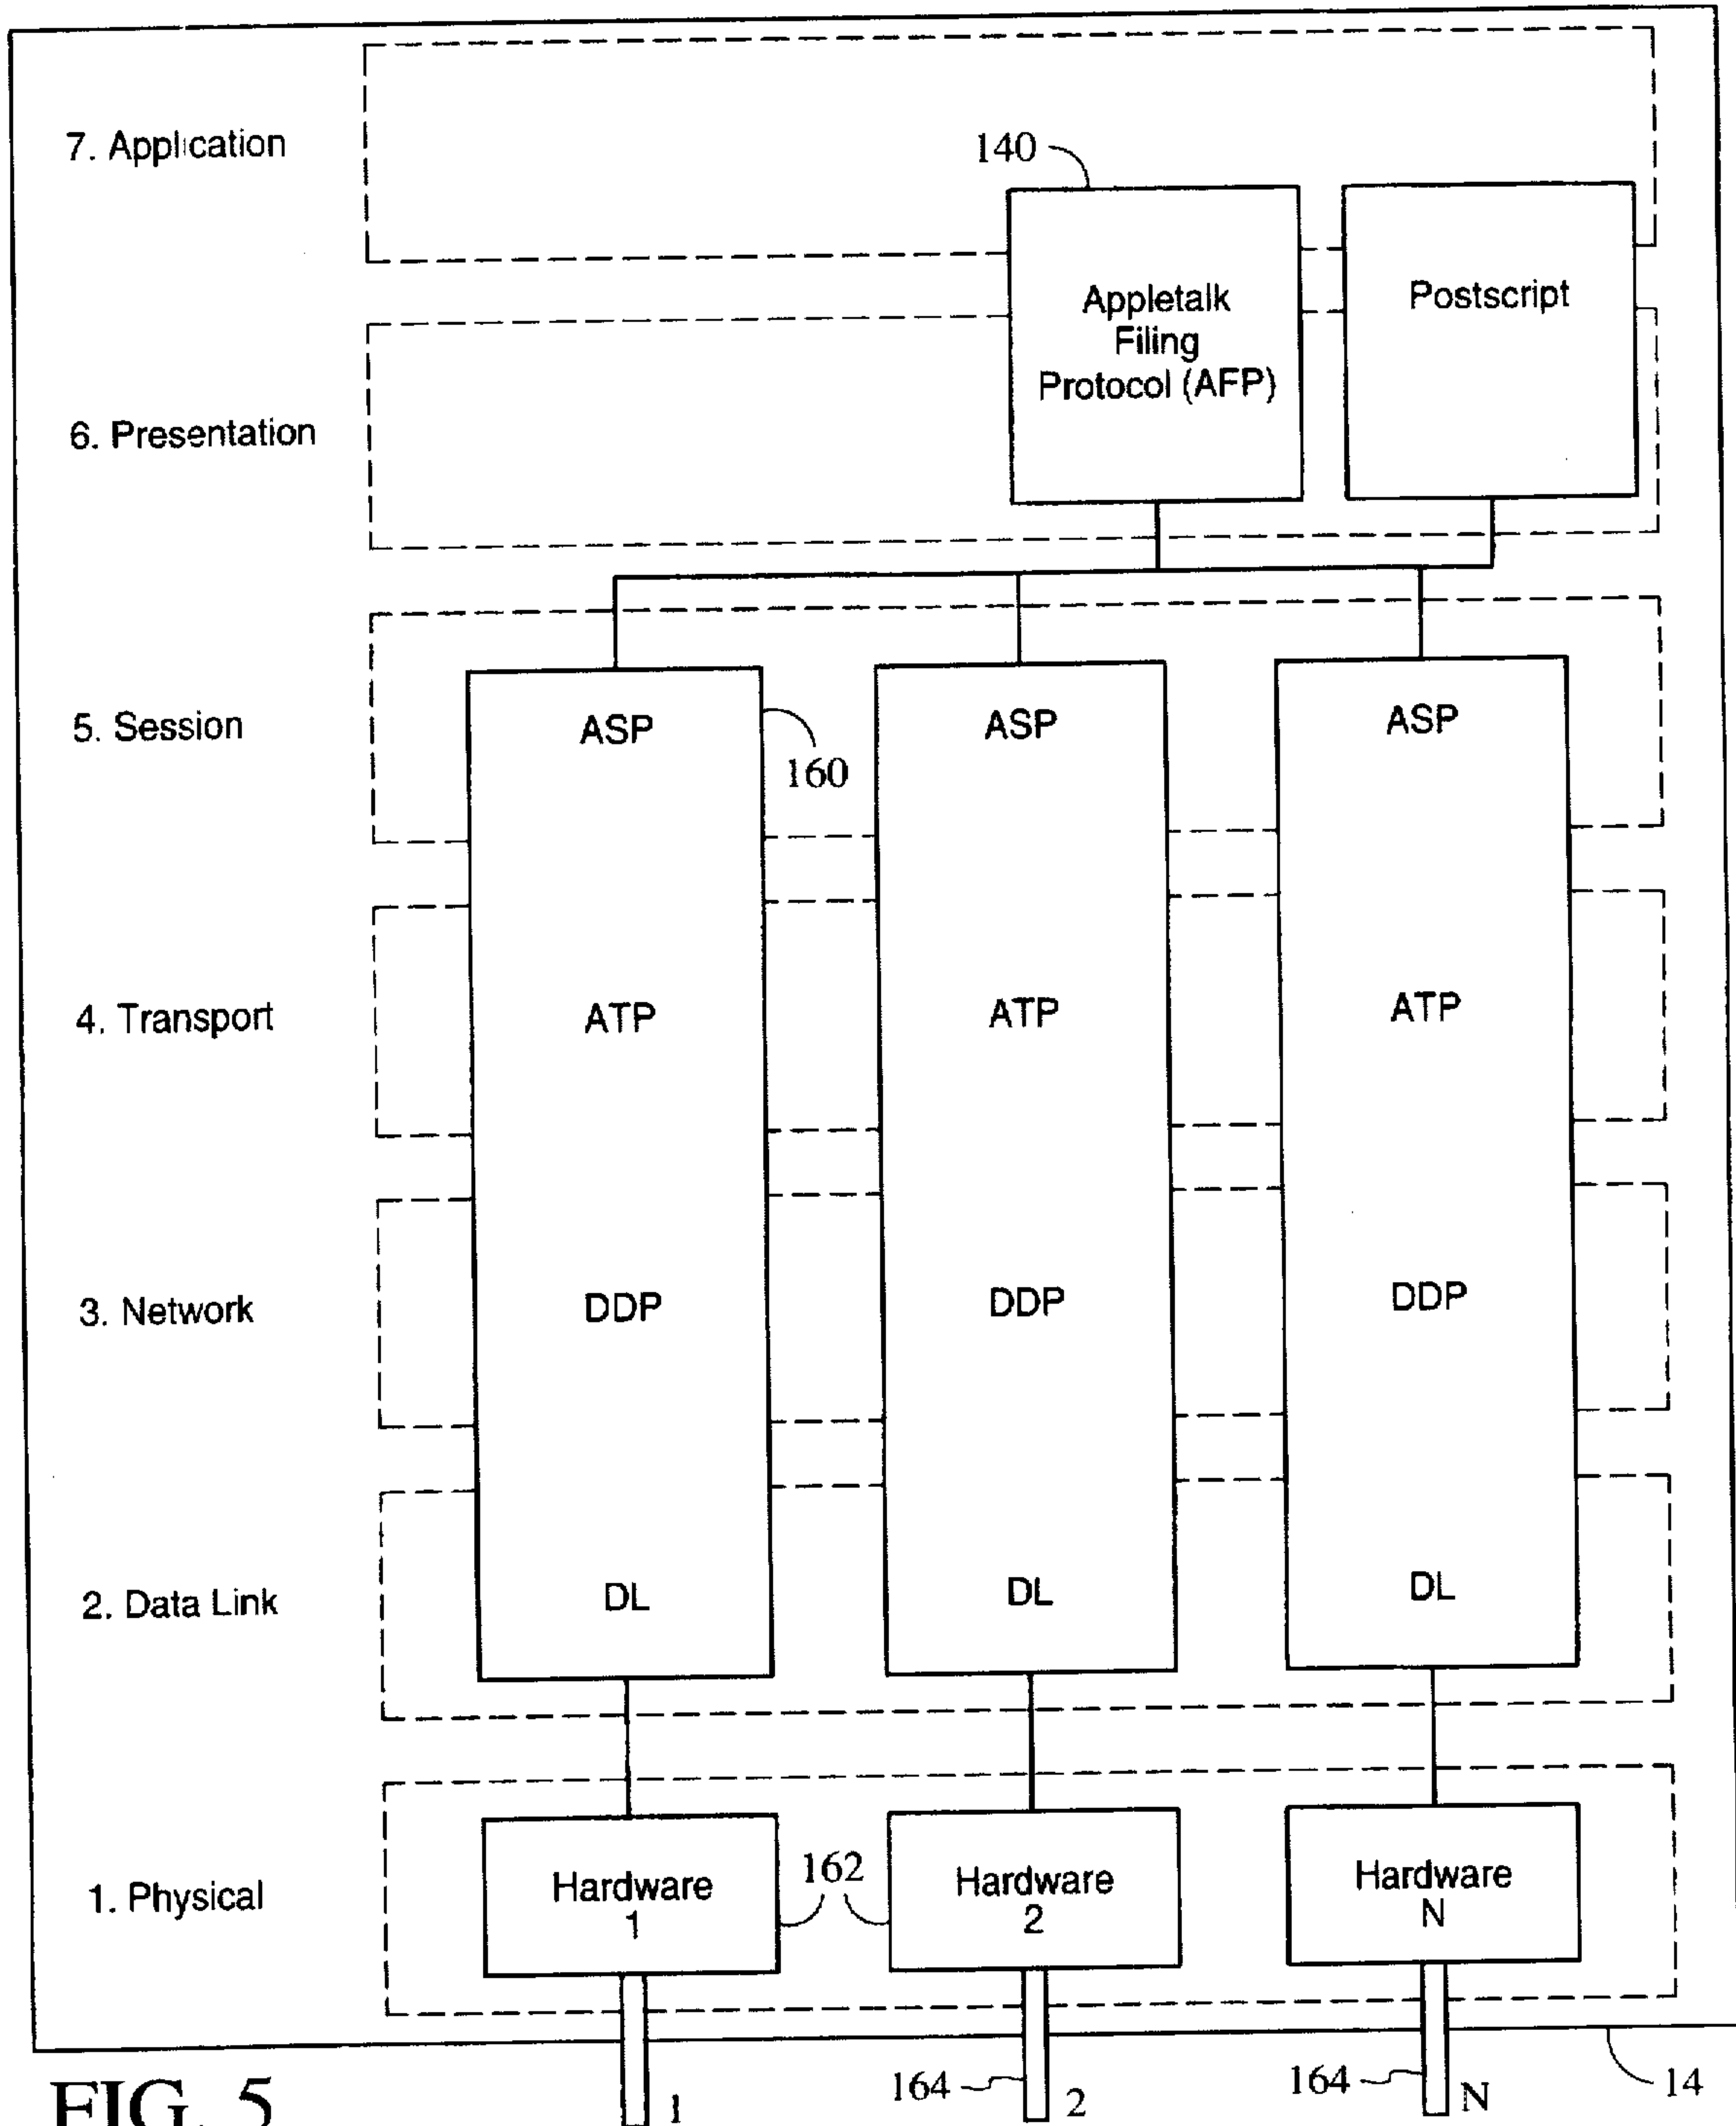 7. Application
140
Appletalk
Filing
Protocol (AFP)
Postscript
6. Presentation
5. Session
ASP
160
ASP
ASP
4. Transport
ATP
ATP
ATP
3. Network
DDP
DDP
DDP
2. Data Link
DL
DL
DL
1. Physical
Hardware
1
162
Hardware
2
Hardware
N
FIG. 5
1
164
2
164
N
14